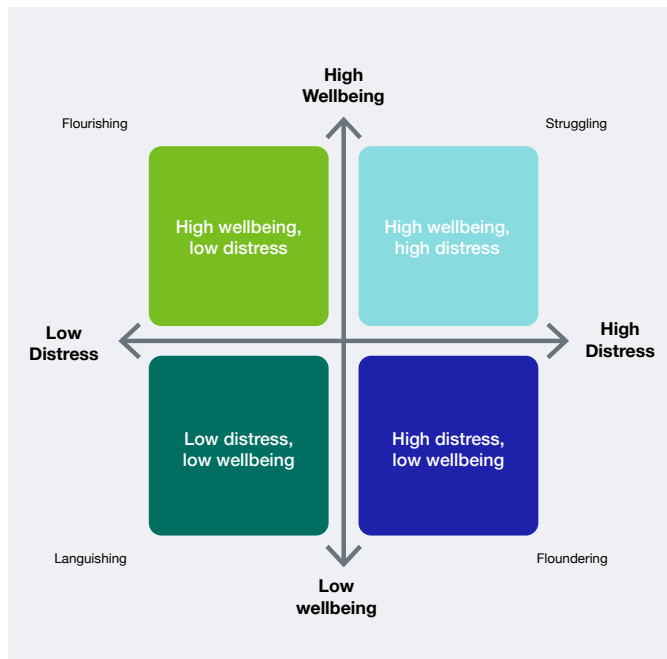 High
Wellbeing
Flourishing
Struggling
High wellbeing,
low distress
High wellbeing,
high distress
Low
Distress
High
Distress
Low distress,
low wellbeing
High distress,
low wellbeing
Languishing
Floundering
Low
wellbeing